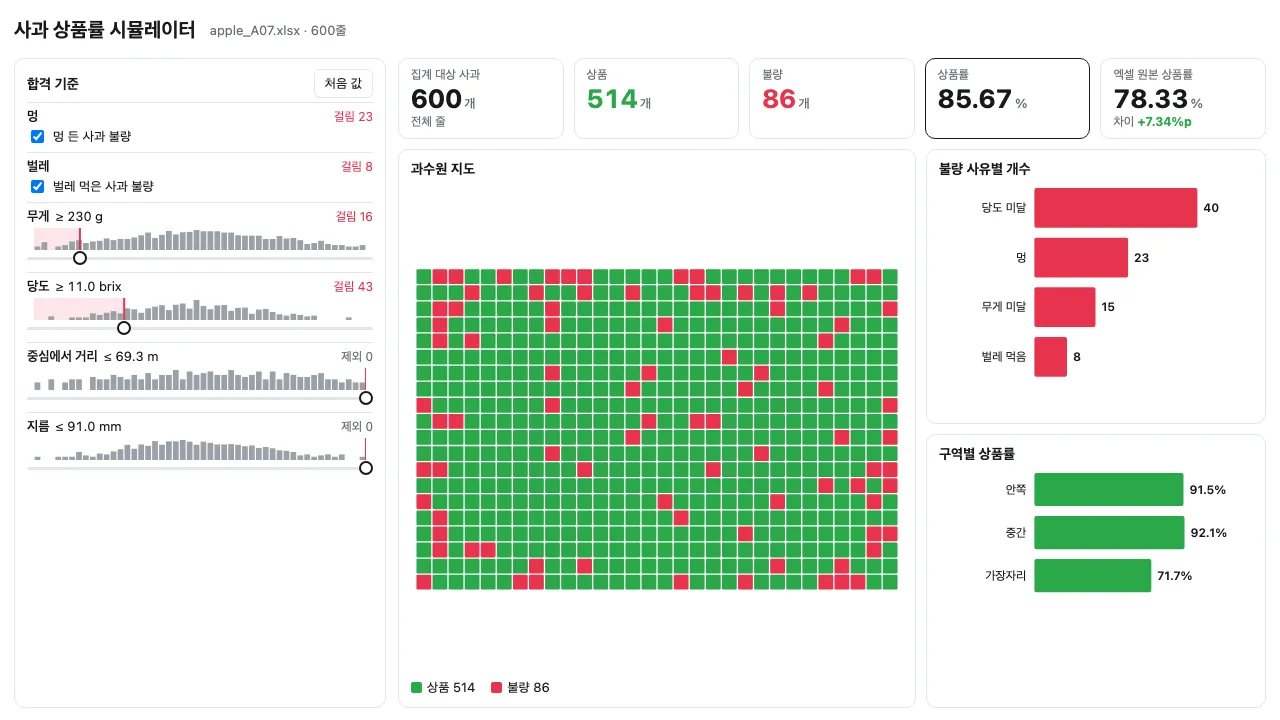 사과 상품률 시뮬레이터 apple_A07.xlsx · 600줄
합격 기준 처음 값
멍 걸림 23
멍 든 사과 불량
벌레 걸림 8
벌레 먹은 사과 불량
무게 ≥ 230 g 걸림 16
당도 ≥ 11.0 brix 걸림 43
중심에서 거리 ≤ 69.3 m 제외 0
지름 ≤ 91.0 mm 제외 0
집계 대상 사과
600개
전체 줄
상품
514개
불량
86개
상품률
85.67%
엑셀 원본 상품률
78.33%
차이 +7.34%p
과수원 지도
상품 514 불량 86
불량 사유별 개수
당도 미달 40
멍 23
무게 미달 15
벌레 먹음 8
구역별 상품률
안쪽 91.5%
중간 92.1%
가장자리 71.7%